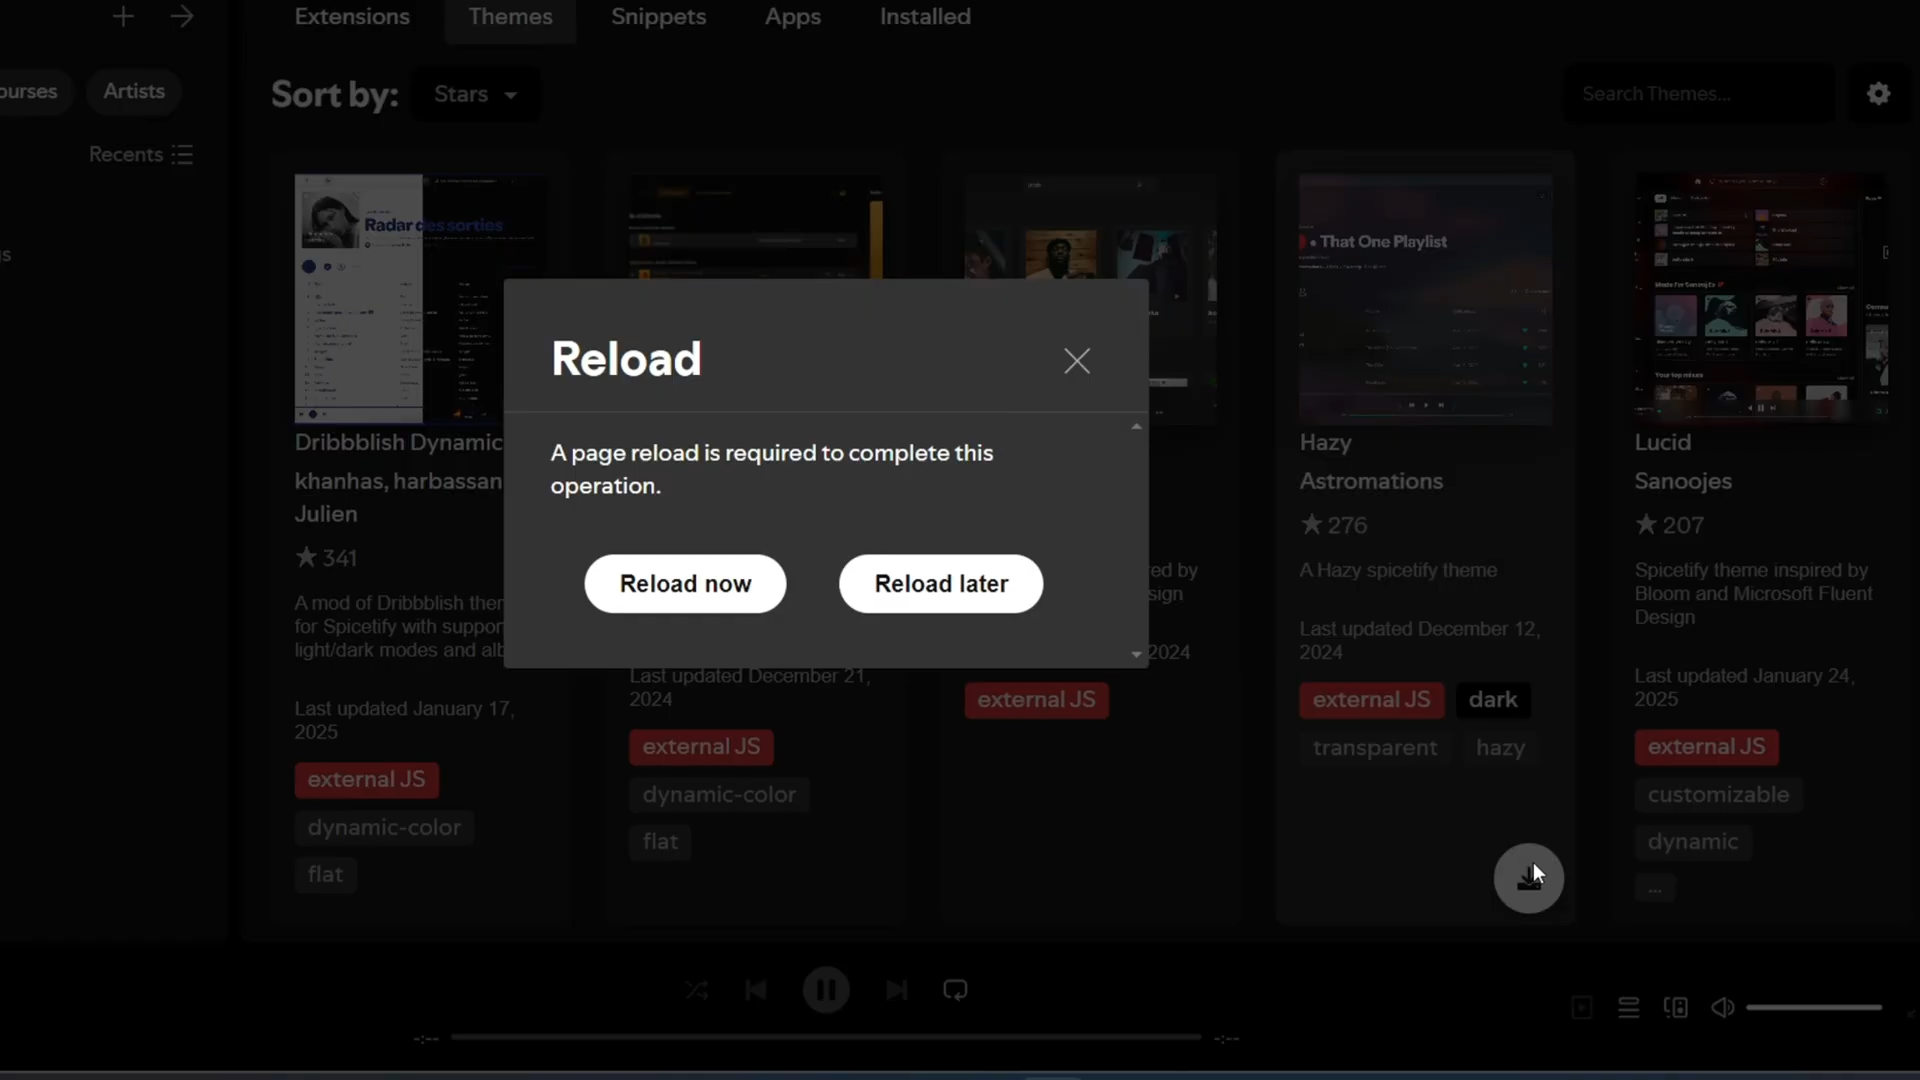 Extensions
Themes
Snippets
Apps
Installed
ourses
Artists
Sort by:
Stars
Search Themes...
Recents
s
Radar des sorties
• That One Playlist
Reload
A page reload is required to complete this
operation.
Reload now
Reload later
Dribbblish Dynamic
khanhas, harbassan
Julien
★ 341
A mod of Dribbblish ther
for Spicetify with suppor
light/dark modes and alb
Last updated January 17,
2025
external JS
dynamic-color
flat
Last updated December 21,
2024
external JS
dynamic-color
flat
ed by
sign
2024
external JS
Hazy
Astromations
★ 276
A Hazy spicetify theme
Last updated December 12,
2024
external JS
dark
transparent
hazy
Lucid
Sanoojes
★ 207
Spicetify theme inspired by
Bloom and Microsoft Fluent
Design
Last updated January 24,
2025
external JS
customizable
dynamic
...
-:--
-:--